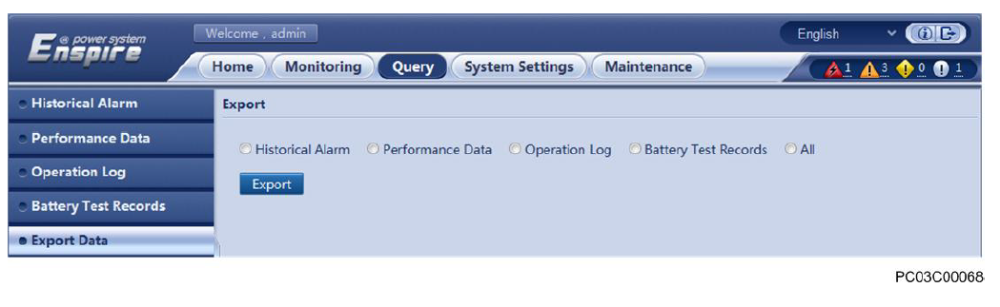 Enspire @ power system
Welcome , admin
English
Home Monitoring Query System Settings Maintenance
1 3 0 1
Historical Alarm
Performance Data
Operation Log
Battery Test Records
Export Data
Export
Historical Alarm Performance Data Operation Log Battery Test Records All
Export
PC03C00068